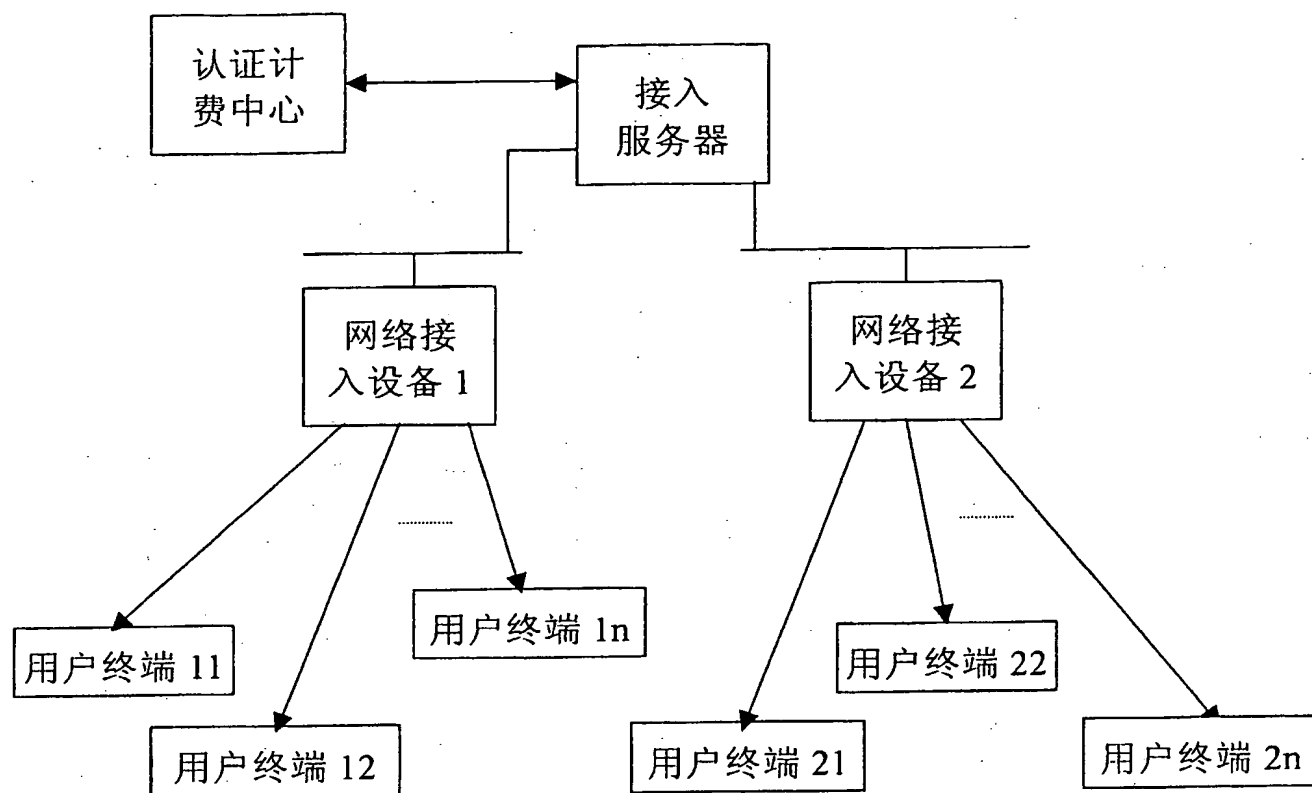 认证计
费中心
接入
服务器
网络接
入设备 1
网络接
入设备 2
用户终端 11
用户终端 12
用户终端 1n
用户终端 21
用户终端 22
用户终端 2n